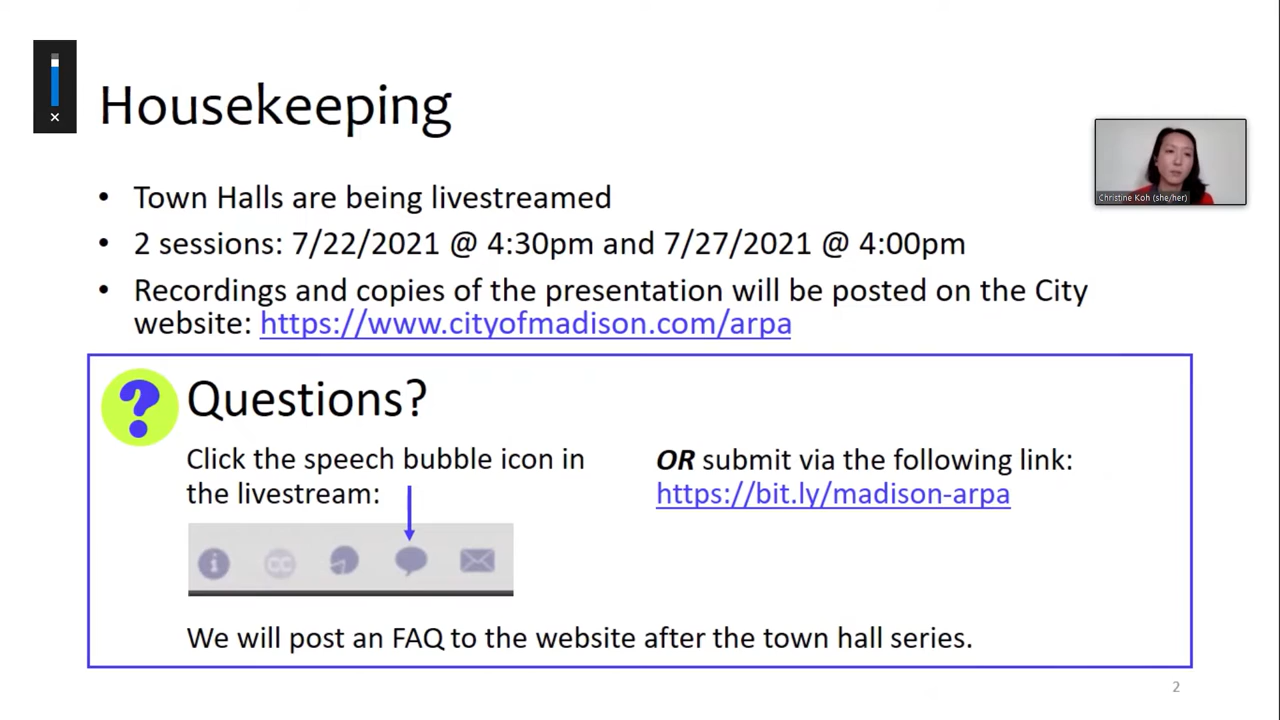 Housekeeping
Christine Koh (she/her)
• Town Halls are being livestreamed
• 2 sessions: 7/22/2021 @ 4:30pm and 7/27/2021 @ 4:00pm
• Recordings and copies of the presentation will be posted on the City
website: https://www.cityofmadison.com/arpa
? Questions?
Click the speech bubble icon in
the livestream:
OR submit via the following link:
https://bit.ly/madison-arpa
i CC
We will post an FAQ to the website after the town hall series.
2